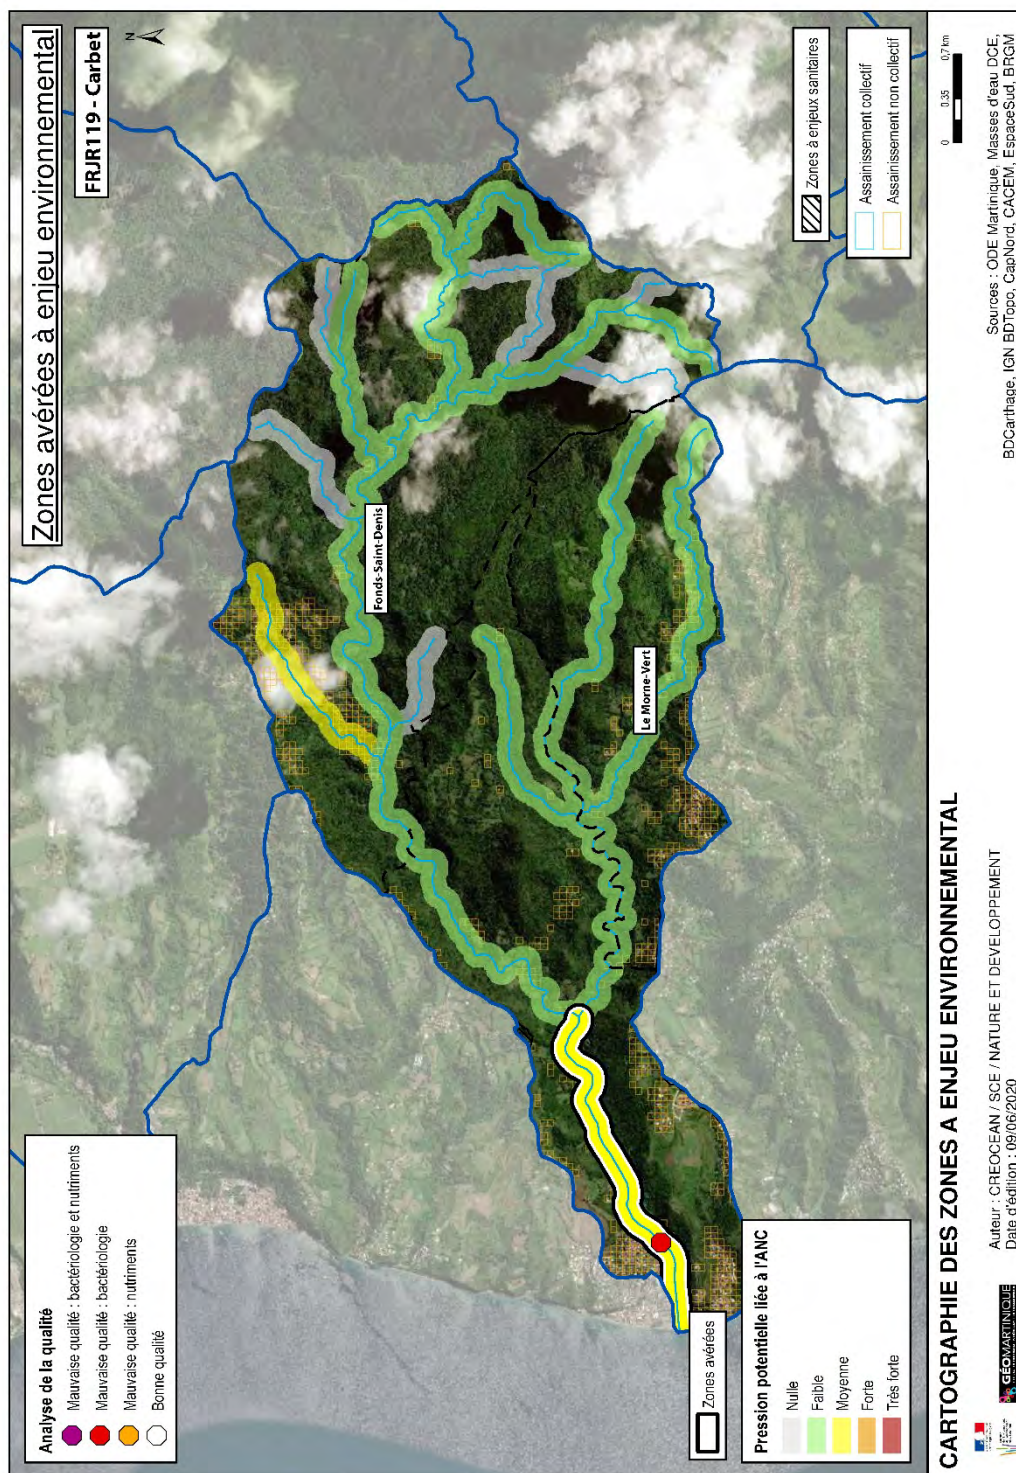 Zones avérées à enjeu environnemental
FRJR119 - Carbet
N
Analyse de la qualité
Mauvaise qualité : bactériologie et nutriments
Mauvaise qualité : bactériologie
Mauvaise qualité : nutriments
Bonne qualité
Fonds-Saint-Denis
Le Morne-Vert
Zones avérées
Pression potentielle liée à l'ANC
Nulle
Faible
Moyenne
Forte
Très forte
Zones à enjeux sanitaires
Assainissement collectif
Assainissement non collectif
CARTOGRAPHIE DES ZONES A ENJEU ENVIRONNEMENTAL
0 0.35 0,7 km
GEOMARTINIQUE
Auteur : CREOCEAN / SCE / NATURE ET DEVELOPPEMENT
Date d'édition : 09/06/2020
Sources : ODE Martinique, Masses d'eau DCE,
BDCarthage, IGN BDTopo, CapNord, CACEM, EspaceSud, BRGM